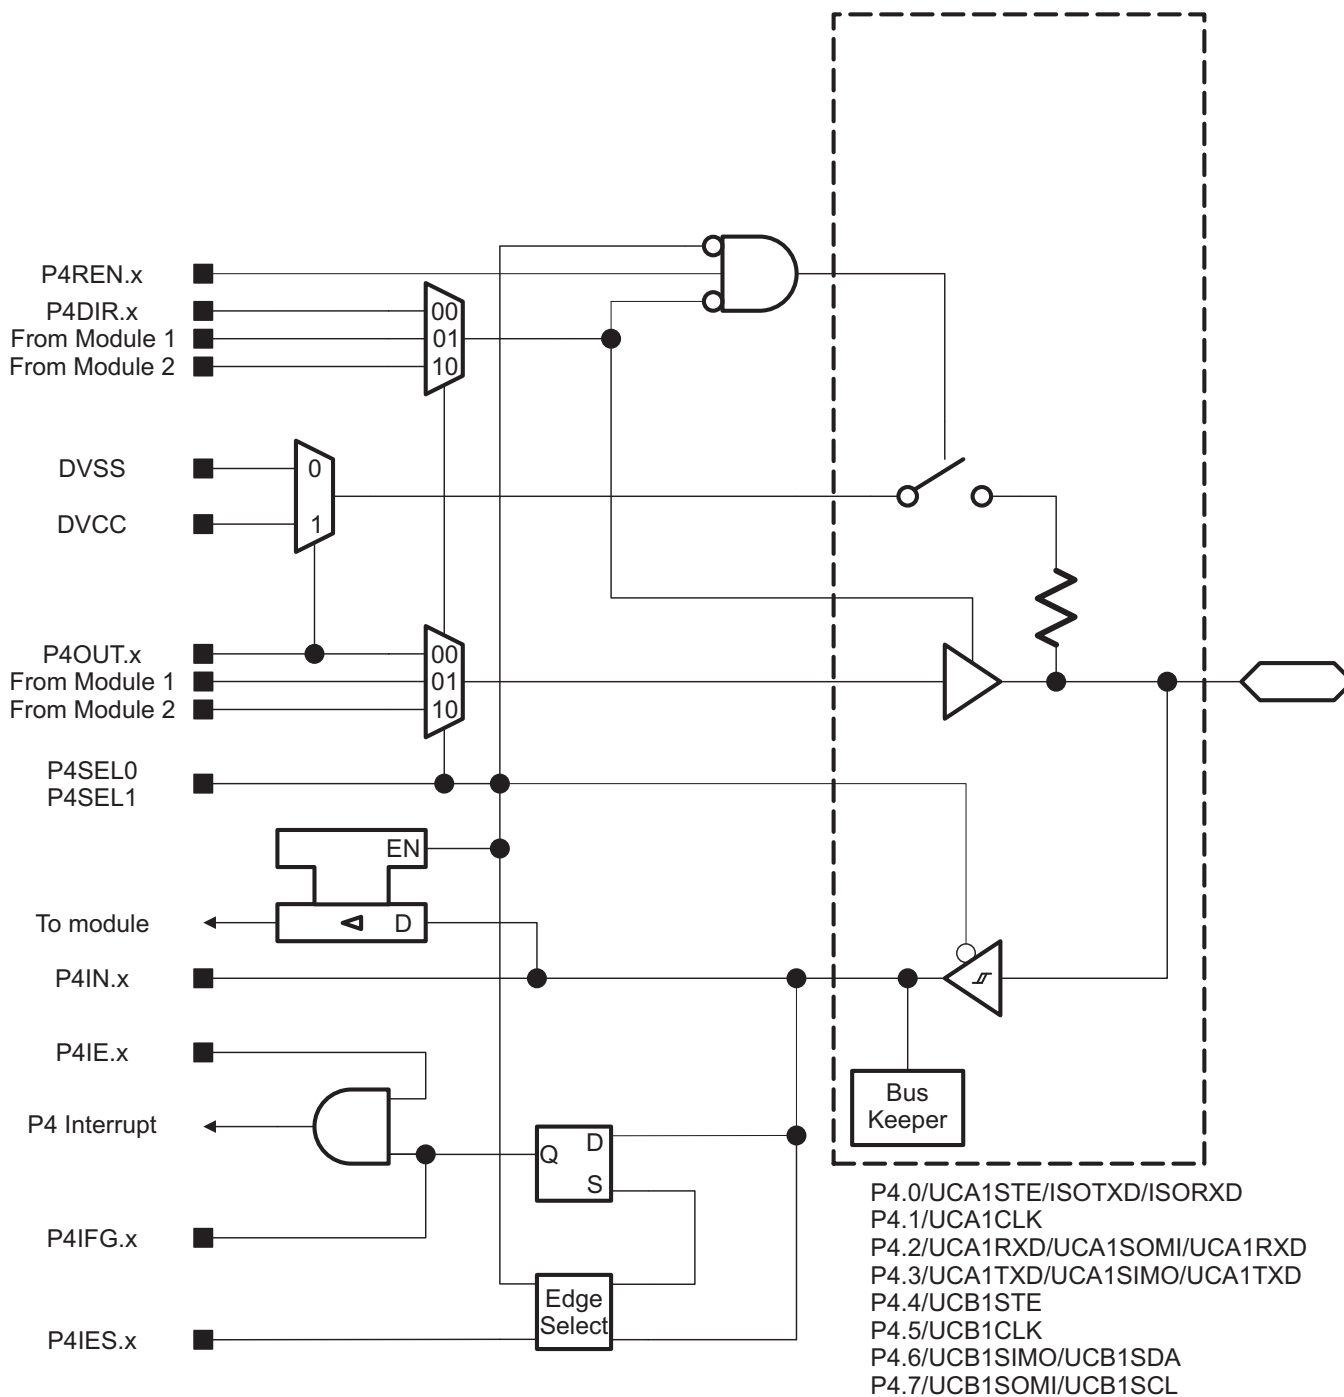 P4REN.x
P4DIR.x
From Module 1
From Module 2
00
01
10
DVSS
DVCC
0
1
P4OUT.x
From Module 1
From Module 2
00
01
10
P4SEL0
P4SEL1
EN
D
To module
P4IN.x
P4IE.x
P4 Interrupt
Q
D
S
P4IFG.x
P4IES.x
Edge
Select
Bus
Keeper
P4.0/UCA1STE/ISOTXD/ISORXD
P4.1/UCA1CLK
P4.2/UCA1RXD/UCA1SOMI/UCA1RXD
P4.3/UCA1TXD/UCA1SIMO/UCA1TXD
P4.4/UCB1STE
P4.5/UCB1CLK
P4.6/UCB1SIMO/UCB1SDA
P4.7/UCB1SOMI/UCB1SCL